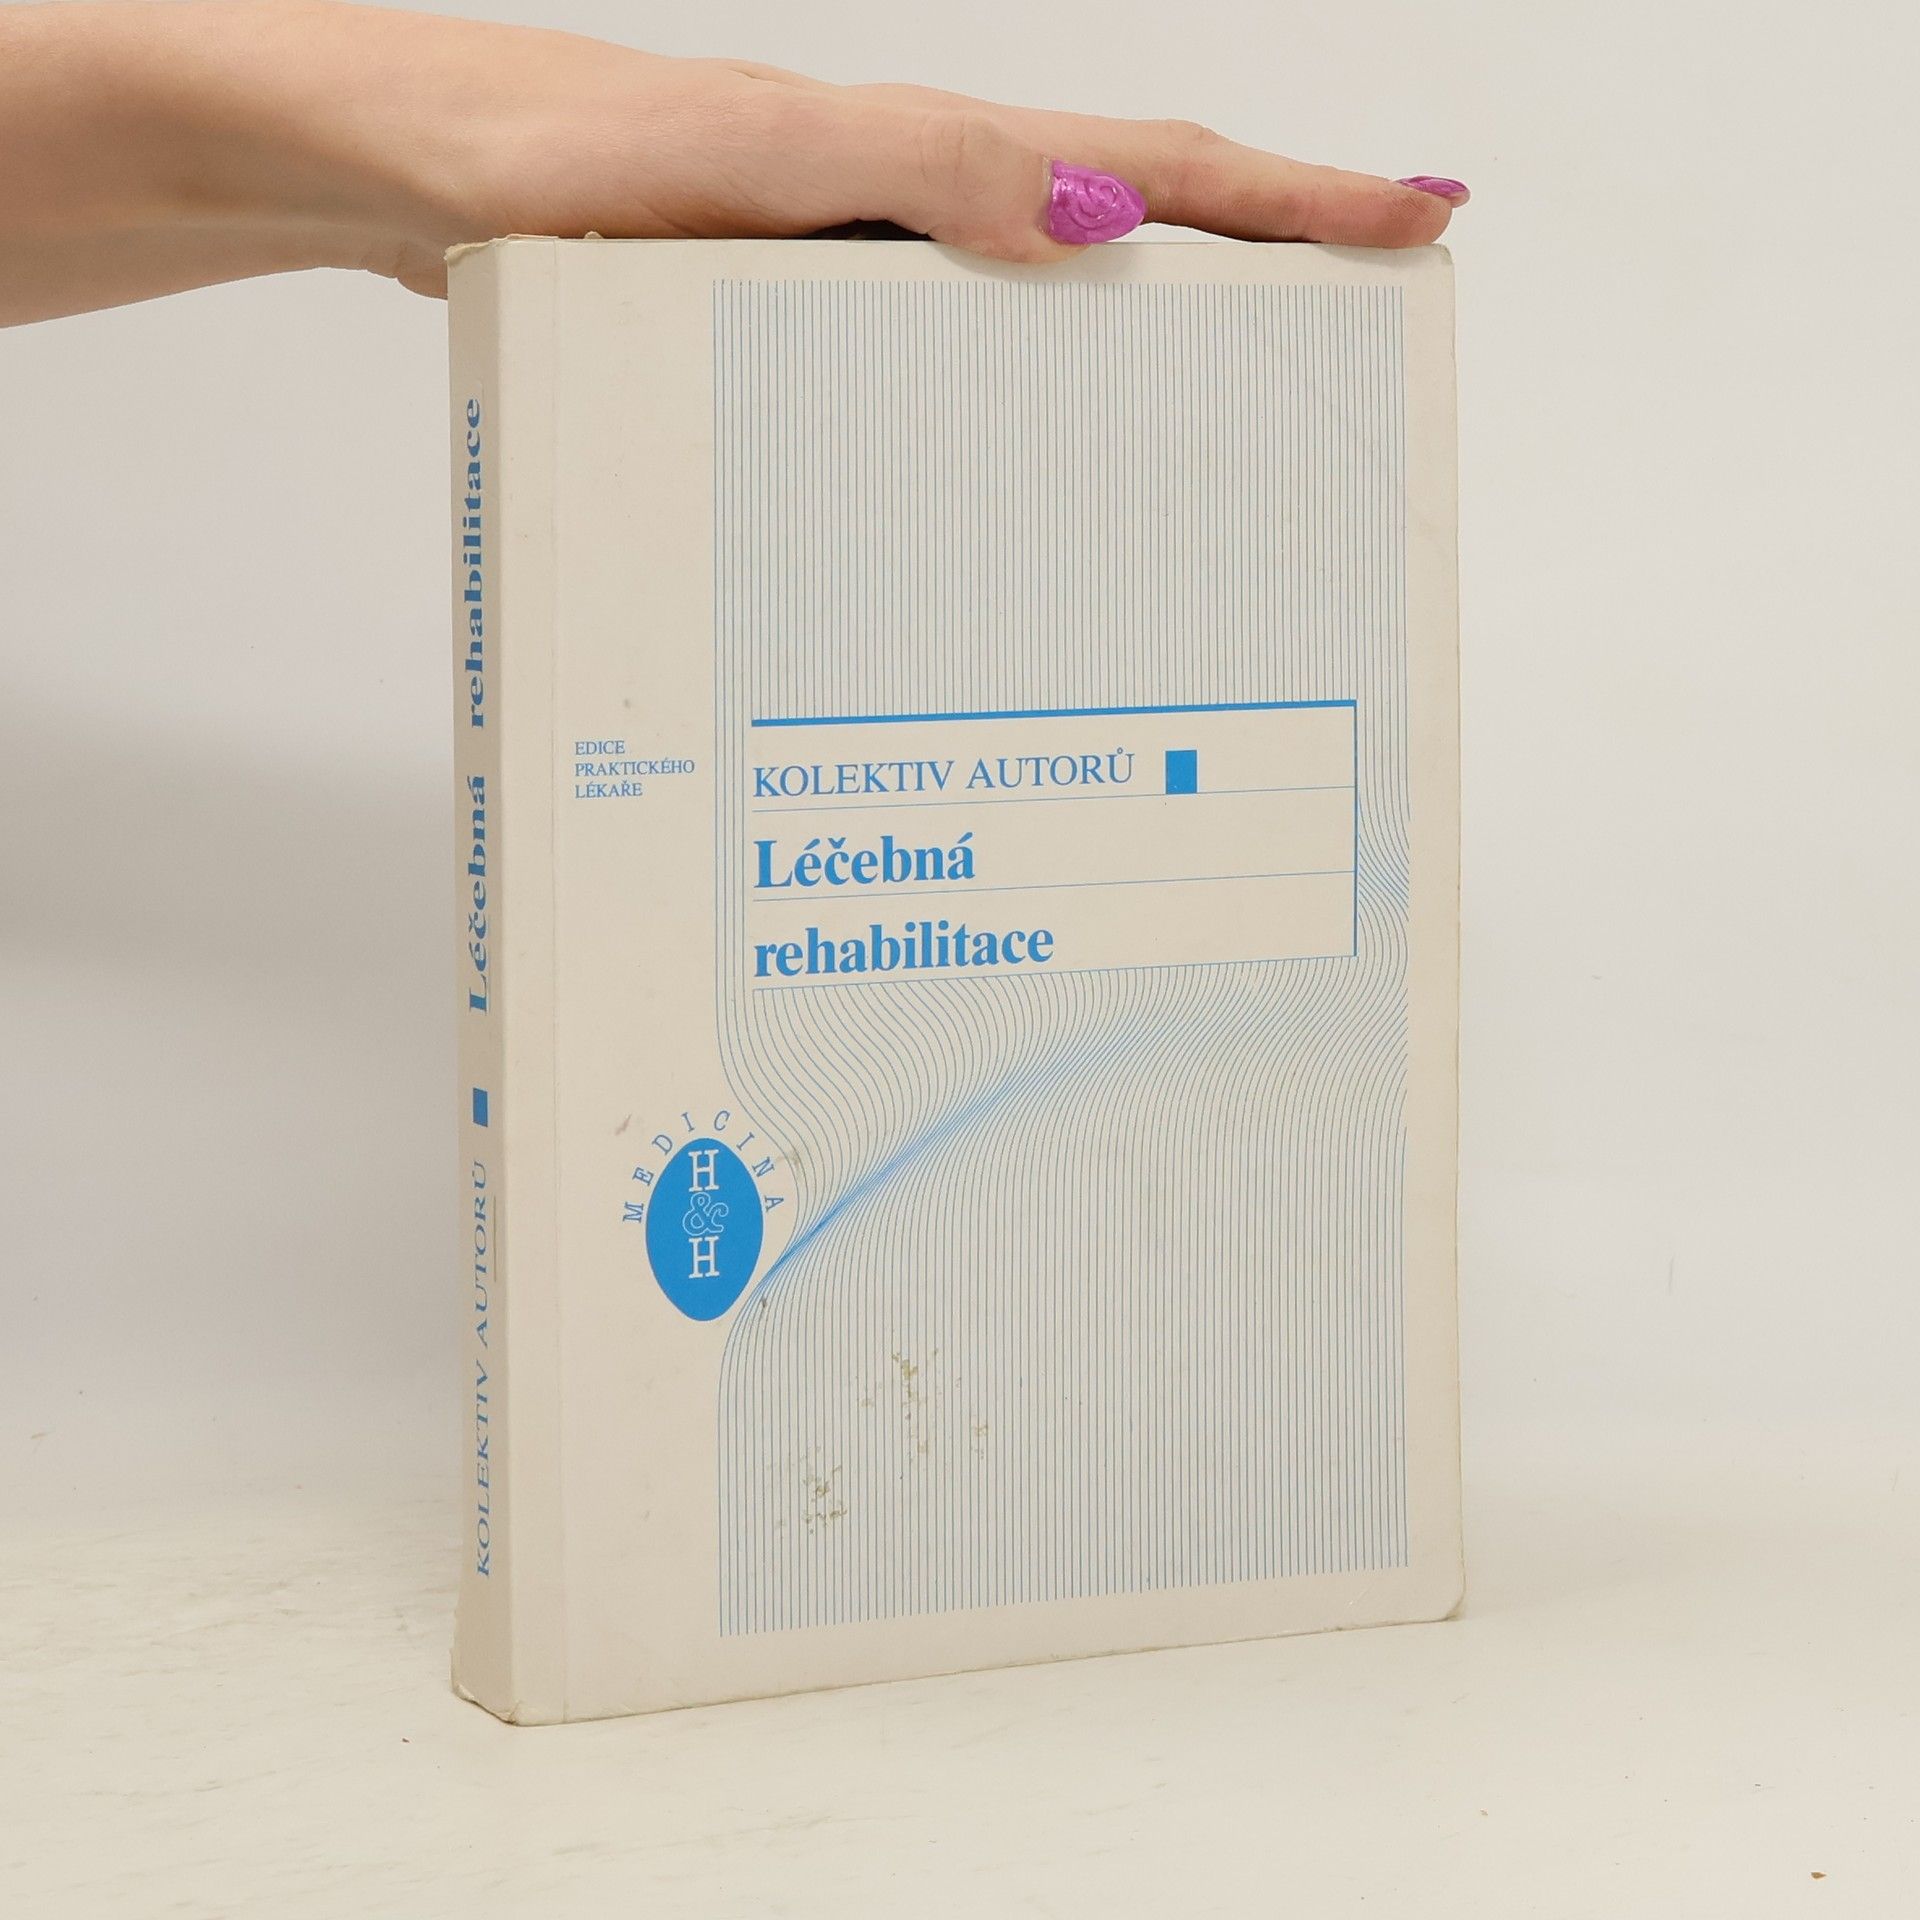 Léčebná rehabilitace
KOLEKTIV AUTORŮ
EDICE
PRAKTICKÉHO
LÉKAŘE
KOLEKTIV AUTORŮ
Léčebná
rehabilitace
MEDICINA
H
&
H